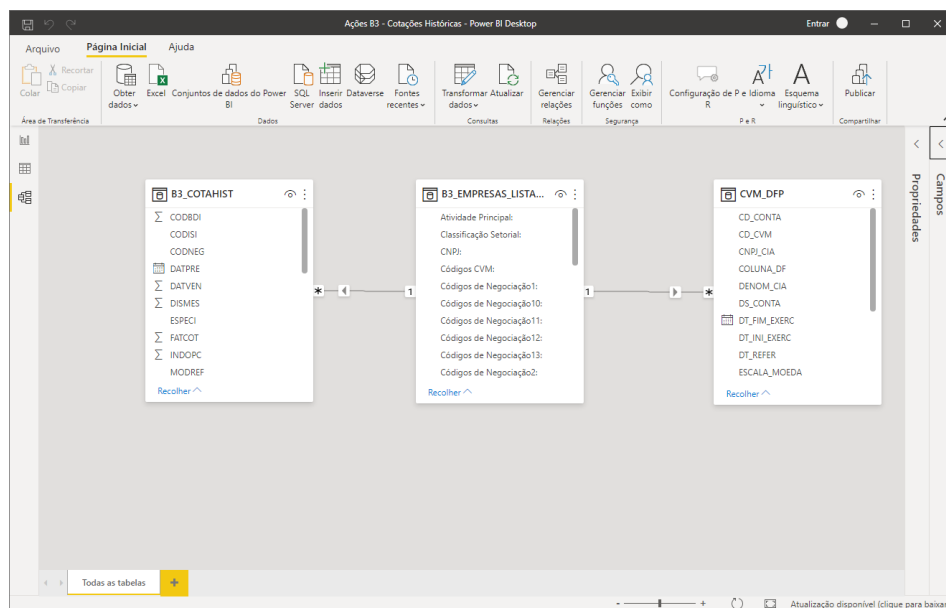 Ações B3 - Cotações Históricas - Power BI Desktop
Entrar
Arquivo
Página Inicial
Ajuda
Colar
Recortar
Copiar
Obter dados
Excel
Conjuntos de dados do Power BI
SQL Server
Inserir dados
Dataverse
Fontes recentes
Transformar dados
Atualizar
Gerenciar relações
Gerenciar funções
Exibir como
Configuração de P e R
Idioma
Esquema linguístico
Publicar
Área de Transferência
Dados
Consultas
Relações
Segurança
P e R
Compartilhar
B3_COTAHIST
CODBDI
CODISI
CODNEG
DATPRE
DATVEN
DISMES
ESPECI
FATCOT
INDOPC
MODREF
Recolher
* 1
B3_EMPRESAS_LISTA...
Atividade Principal:
Classificação Setorial:
CNPJ:
Códigos CVM:
Códigos de Negociação1:
Códigos de Negociação10:
Códigos de Negociação11:
Códigos de Negociação12:
Códigos de Negociação13:
Códigos de Negociação2:
Recolher
1 *
CVM_DFP
CD_CONTA
CD_CVM
CNPJ_CIA
COLUNA_DF
DENOM_CIA
DS_CONTA
DT_FIM_EXERC
DT_INI_EXERC
DT_REFER
ESCALA_MOEDA
Recolher
Propriedades
Campos
Todas as tabelas
Atualização disponível (clique para baixar